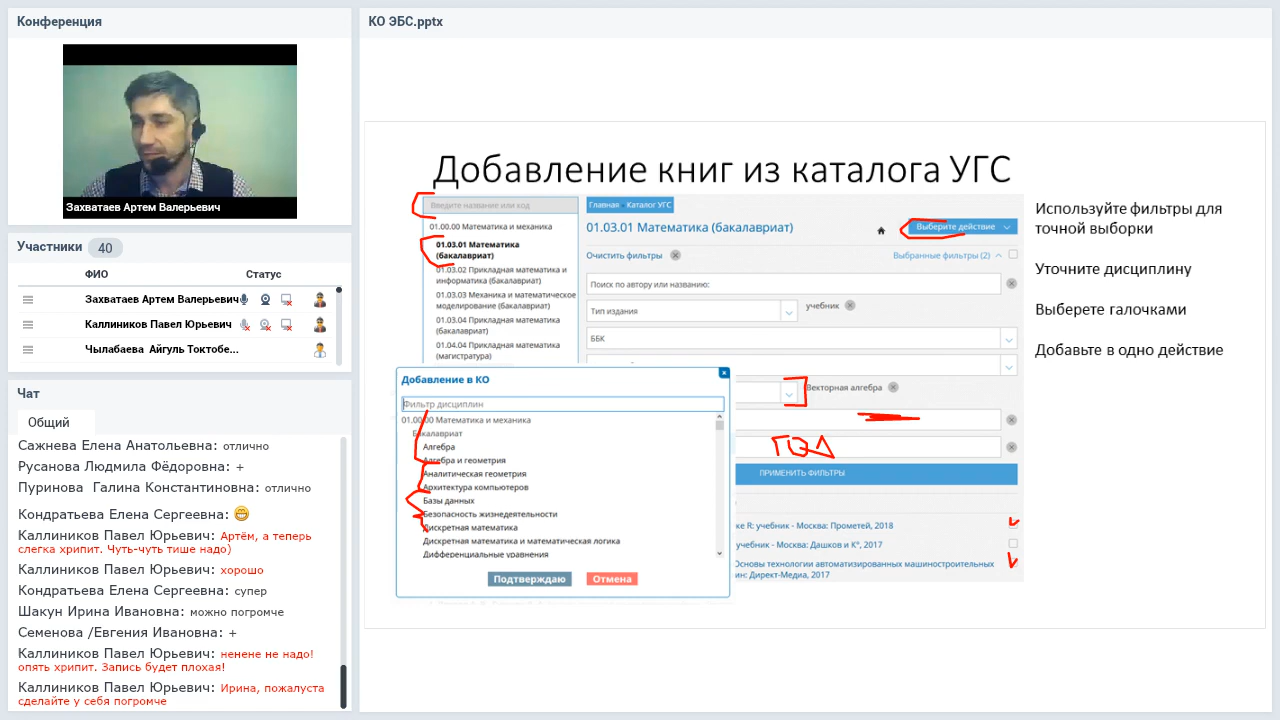 Конференция
Захватаев Артем Валерьевич
Участники 40
ФИО Статус
Захватаев Артем Валерьевич
Каллиников Павел Юрьевич
Чылабаева Айгуль Токтобе...
Чат
Общий
Сажнева Елена Анатольевна: отлично
Русанова Людмила Фёдоровна: +
Пуринова Галина Константиновна: отлично
Кондратьева Елена Сергеевна: 😄
Каллиников Павел Юрьевич: Артём, а теперь
слегка хрипит. Чуть-чуть тише надо)
Каллиников Павел Юрьевич: хорошо
Кондратьева Елена Сергеевна: супер
Шакун Ирина Ивановна: можно погромче
Семенова /Евгения Ивановна: +
Каллиников Павел Юрьевич: ненене не надо!
опять хрипит. Запись будет плохая!
Каллиников Павел Юрьевич: Ирина, пожалуста
сделайте у себя погромче
КО ЭБС.pptx
Добавление книг из каталога УГС
Введите название или код
01.00.00 Математика и механика
01.03.01 Математика
(бакалавриат)
01.03.02 Прикладная математика и
информатика (бакалавриат)
01.03.03 Механика и математическое
моделирование (бакалавриат)
01.03.04 Прикладная математика
(бакалавриат)
01.04.04 Прикладная математика
(магистратура)
Главная Каталог УГС
01.03.01 Математика (бакалавриат)
Выберите действие
Очистить фильтры
Выбранные фильтры (2)
Поиск по автору или названию:
Тип издания
учебник
ББК
Векторная алгебра
ГОД
ПРИМЕНИТЬ ФИЛЬТРЫ
ке R: учебник - Москва: Прометей, 2018
учебник - Москва: Дашков и К°, 2017
Основы технологии автоматизированных машиностроительных
ин: Директ-Медиа, 2017
Добавление в КО
Фильтр дисциплин
01.00.00 Математика и механика
Бакалавриат
Алгебра
Алгебра и геометрия
Аналитическая геометрия
Архитектура компьютеров
Базы данных
Безопасность жизнедеятельности
Дискретная математика
Дискретная математика и математическая логика
Дифференциальные уравнения
Подтверждаю
Отмена
Используйте фильтры для
точной выборки
Уточните дисциплину
Выберете галочками
Добавьте в одно действие